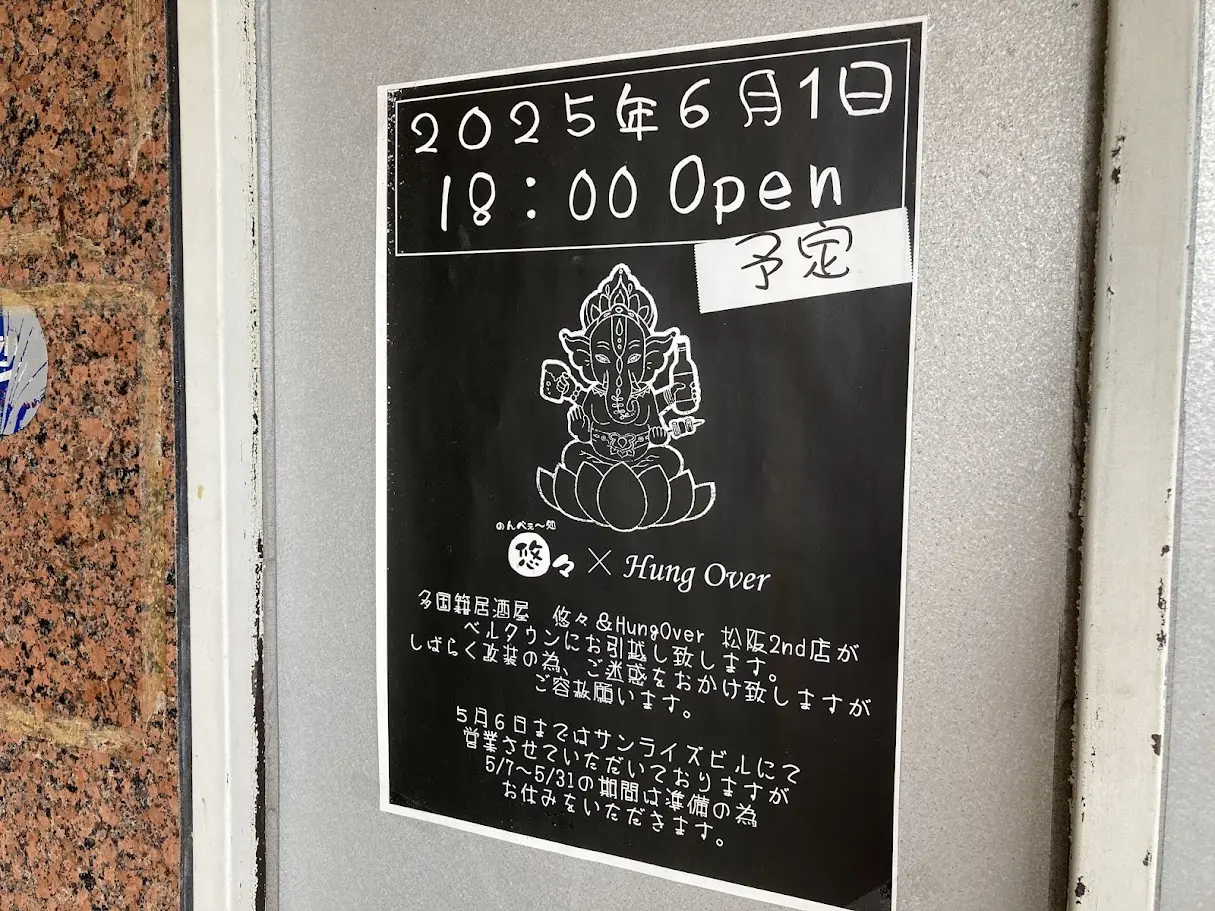 2025年6月1日
18:00 Open
予定
のんべぇ〜処
悠々 × Hung Over
多国籍居酒屋 悠々&HungOver 松阪2nd店が
ベルタウンにお引越し致します。
しばらく改装の為、ご迷惑をおかけ致しますが
ご容赦願います。
5月6日まではサンライズビルにて
営業させていただいておりますが
5/7〜5/31の期間は準備の為
お休みをいただきます。